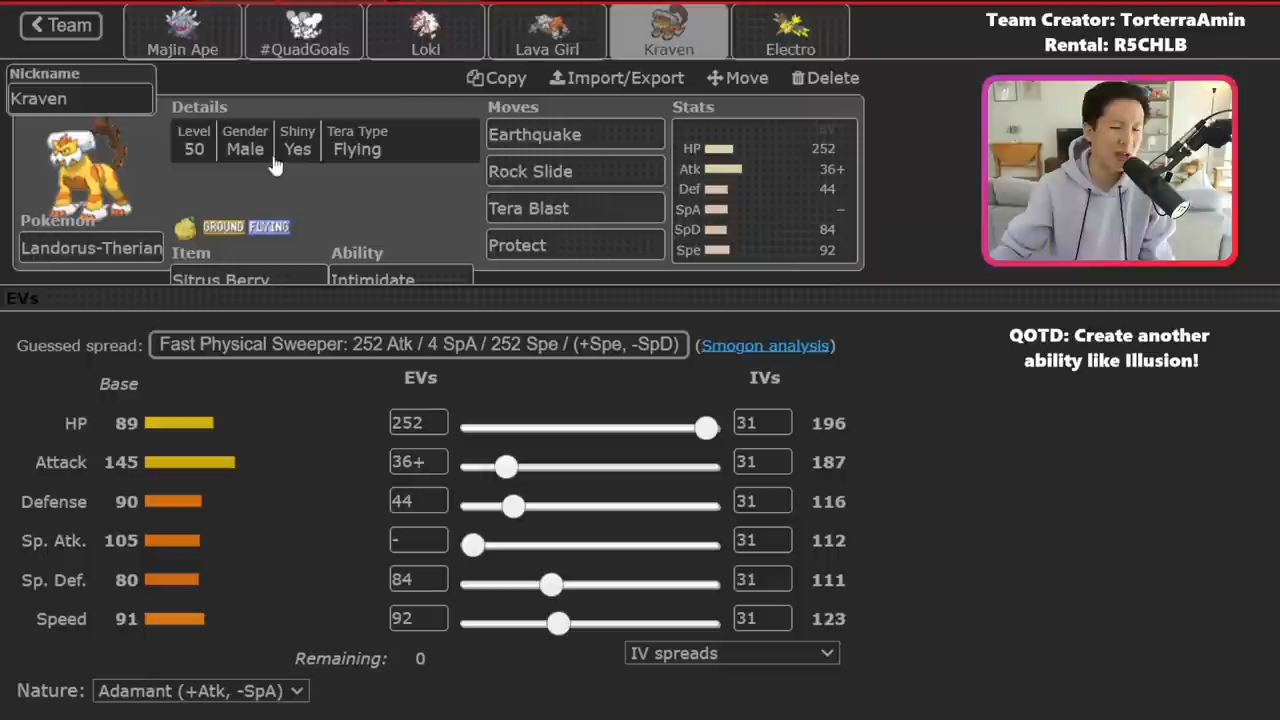 Team
Majin Ape
#QuadGoals
Loki
Lava Girl
Kraven
Electro
Team Creator: TorterraAmin
Rental: R5CHLB
Copy
Import/Export
Move
Delete
Nickname
Kraven
Details
Level
50
Gender
Male
Shiny
Yes
Tera Type
Flying
Moves
Earthquake
Rock Slide
Tera Blast
Protect
Stats
EV
HP 252
Atk 36+
Def 44
SpA –
SpD 84
Spe 92
Pokémon
Landorus-Therian
GROUND FLYING
Item
Sitrus Berry
Ability
Intimidate
EVs
Guessed spread: Fast Physical Sweeper: 252 Atk / 4 SpA / 252 Spe / (+Spe, -SpD) (Smogon analysis)
Base EVs IVs
HP 89 252 31 196
Attack 145 36+ 31 187
Defense 90 44 31 116
Sp. Atk. 105 - 31 112
Sp. Def. 80 84 31 111
Speed 91 92 31 123
Remaining: 0
IV spreads
Nature: Adamant (+Atk, -SpA)
QOTD: Create another
ability like Illusion!